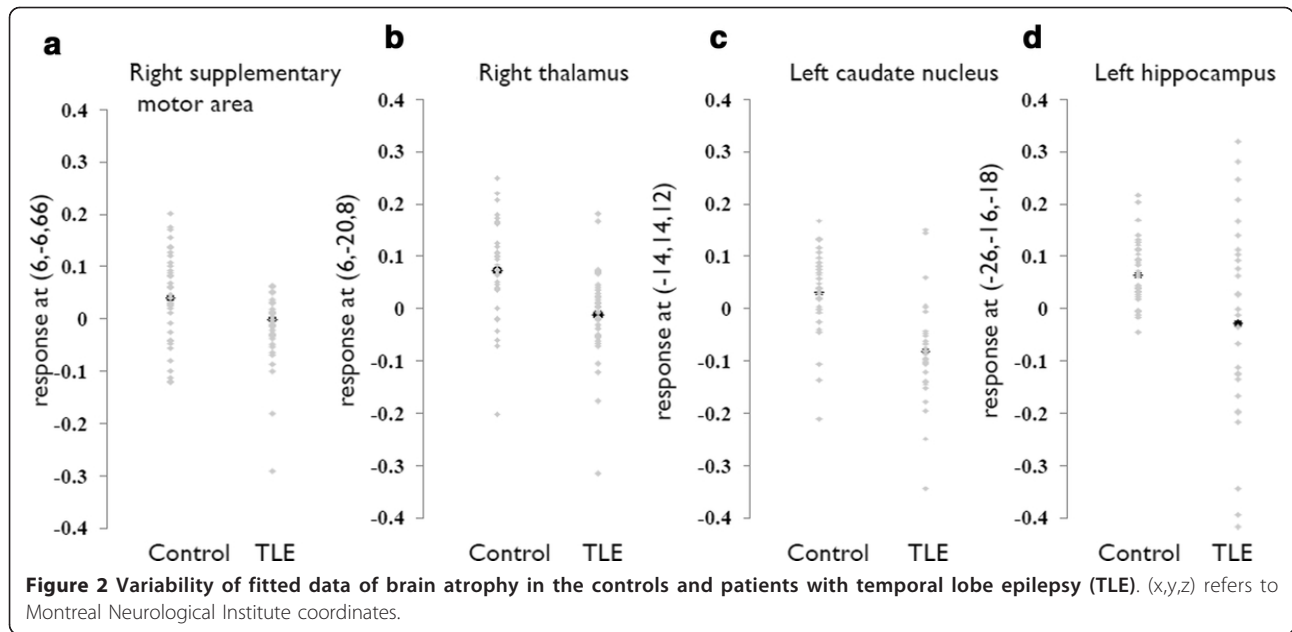 a
Right supplementary
motor area
0.4
0.3
0.2
0.1
0
-0.1
-0.2
-0.3
-0.4
response at (6,-6,66)
Control TLE
b
Right thalamus
0.4
0.3
0.2
0.1
0
-0.1
-0.2
-0.3
-0.4
response at (6,-20,8)
Control TLE
c
Left caudate nucleus
0.4
0.3
0.2
0.1
0
-0.1
-0.2
-0.3
-0.4
response at (-14,14,12)
Control TLE
d
Left hippocampus
0.4
0.3
0.2
0.1
0
-0.1
-0.2
-0.3
-0.4
response at (-26,-16,-18)
Control TLE
Figure 2 Variability of fitted data of brain atrophy in the controls and patients with temporal lobe epilepsy (TLE). (x,y,z) refers to
Montreal Neurological Institute coordinates.